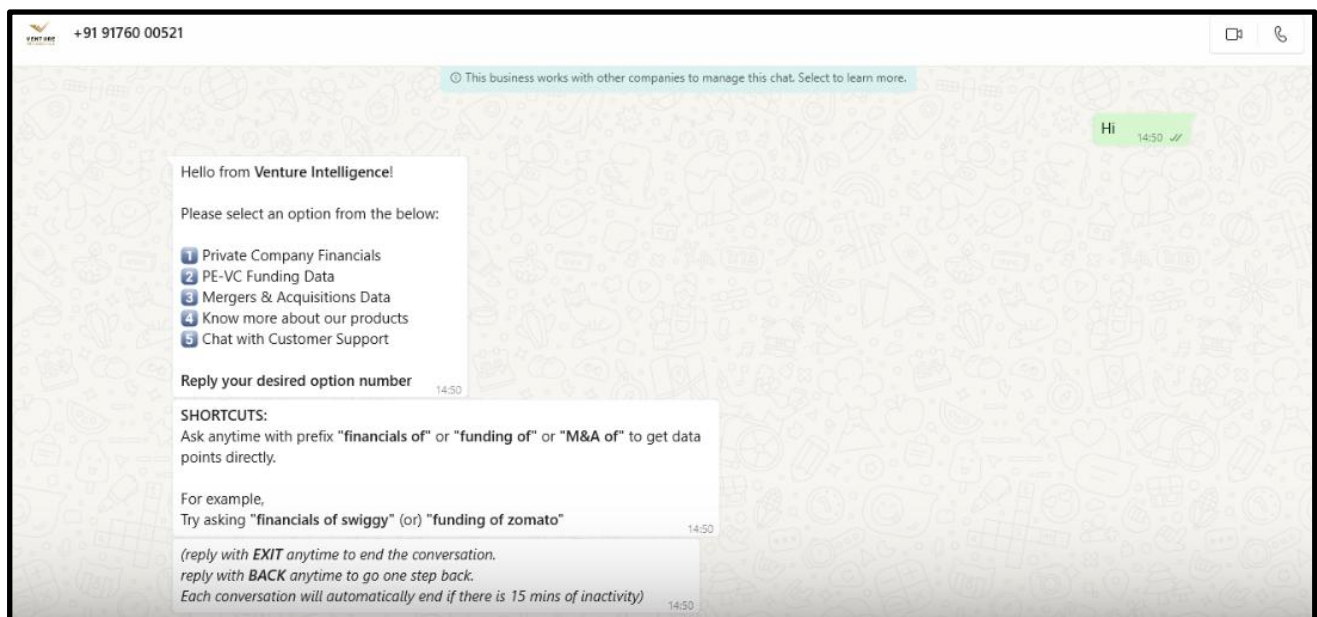 VENTURE
+91 91760 00521
This business works with other companies to manage this chat. Select to learn more.
Hi
14:50
Hello from Venture Intelligence!
Please select an option from the below:
1 Private Company Financials
2 PE-VC Funding Data
3 Mergers & Acquisitions Data
4 Know more about our products
5 Chat with Customer Support
Reply your desired option number
14:50
SHORTCUTS:
Ask anytime with prefix "financials of" or "funding of" or "M&A of" to get data
points directly.
For example,
Try asking "financials of swiggy" (or) "funding of zomato"
14:50
(reply with EXIT anytime to end the conversation.
reply with BACK anytime to go one step back.
Each conversation will automatically end if there is 15 mins of inactivity)
14:50